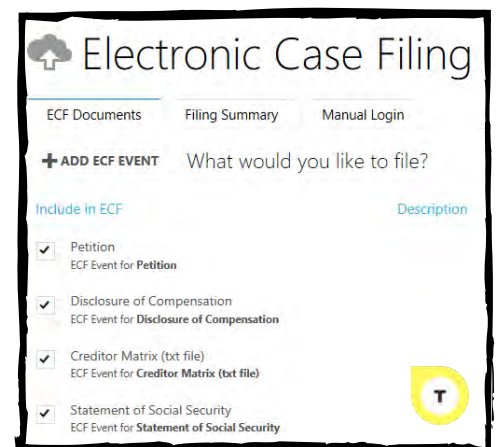 Electronic Case Filing
ECF Documents Filing Summary Manual Login
+ ADD ECF EVENT What would you like to file?
Include in ECF Description
Petition
ECF Event for Petition
Disclosure of Compensation
ECF Event for Disclosure of Compensation
Creditor Matrix (txt file)
ECF Event for Creditor Matrix (txt file)
T
Statement of Social Security
ECF Event for Statement of Social Security